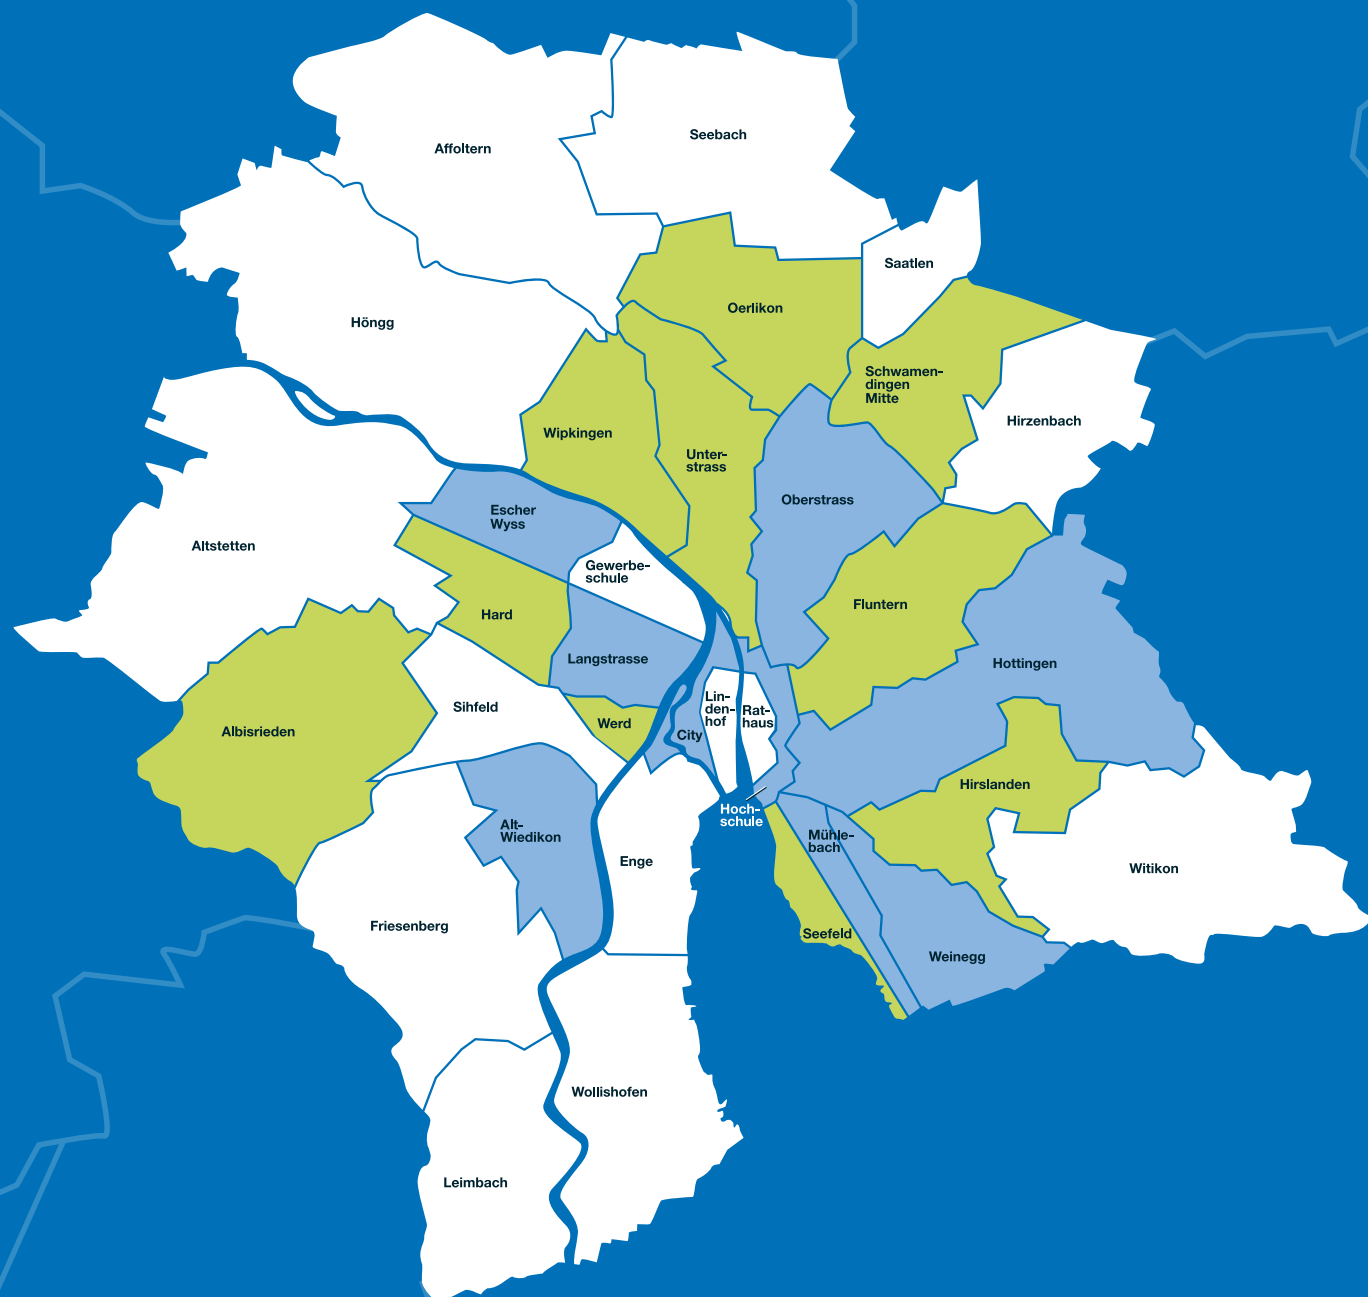 Seebach
Affoltern
Saatlen
Oerlikon
Höngg
Schwamen-
dingen
Mitte
Hirzenbach
Wipkingen
Unter-
strass
Oberstrass
Escher
Wyss
Altstetten
Gewerbe-
schule
Fluntern
Hard
Langstrasse
Hottingen
Lin-
den-
hof
Rat-
haus
Sihfeld
Werd
Albisrieden
City
Hirslanden
Hoch-
schule
Alt-
Wiedikon
Mühle-
bach
Enge
Witikon
Friesenberg
Seefeld
Weinegg
Wollishofen
Leimbach